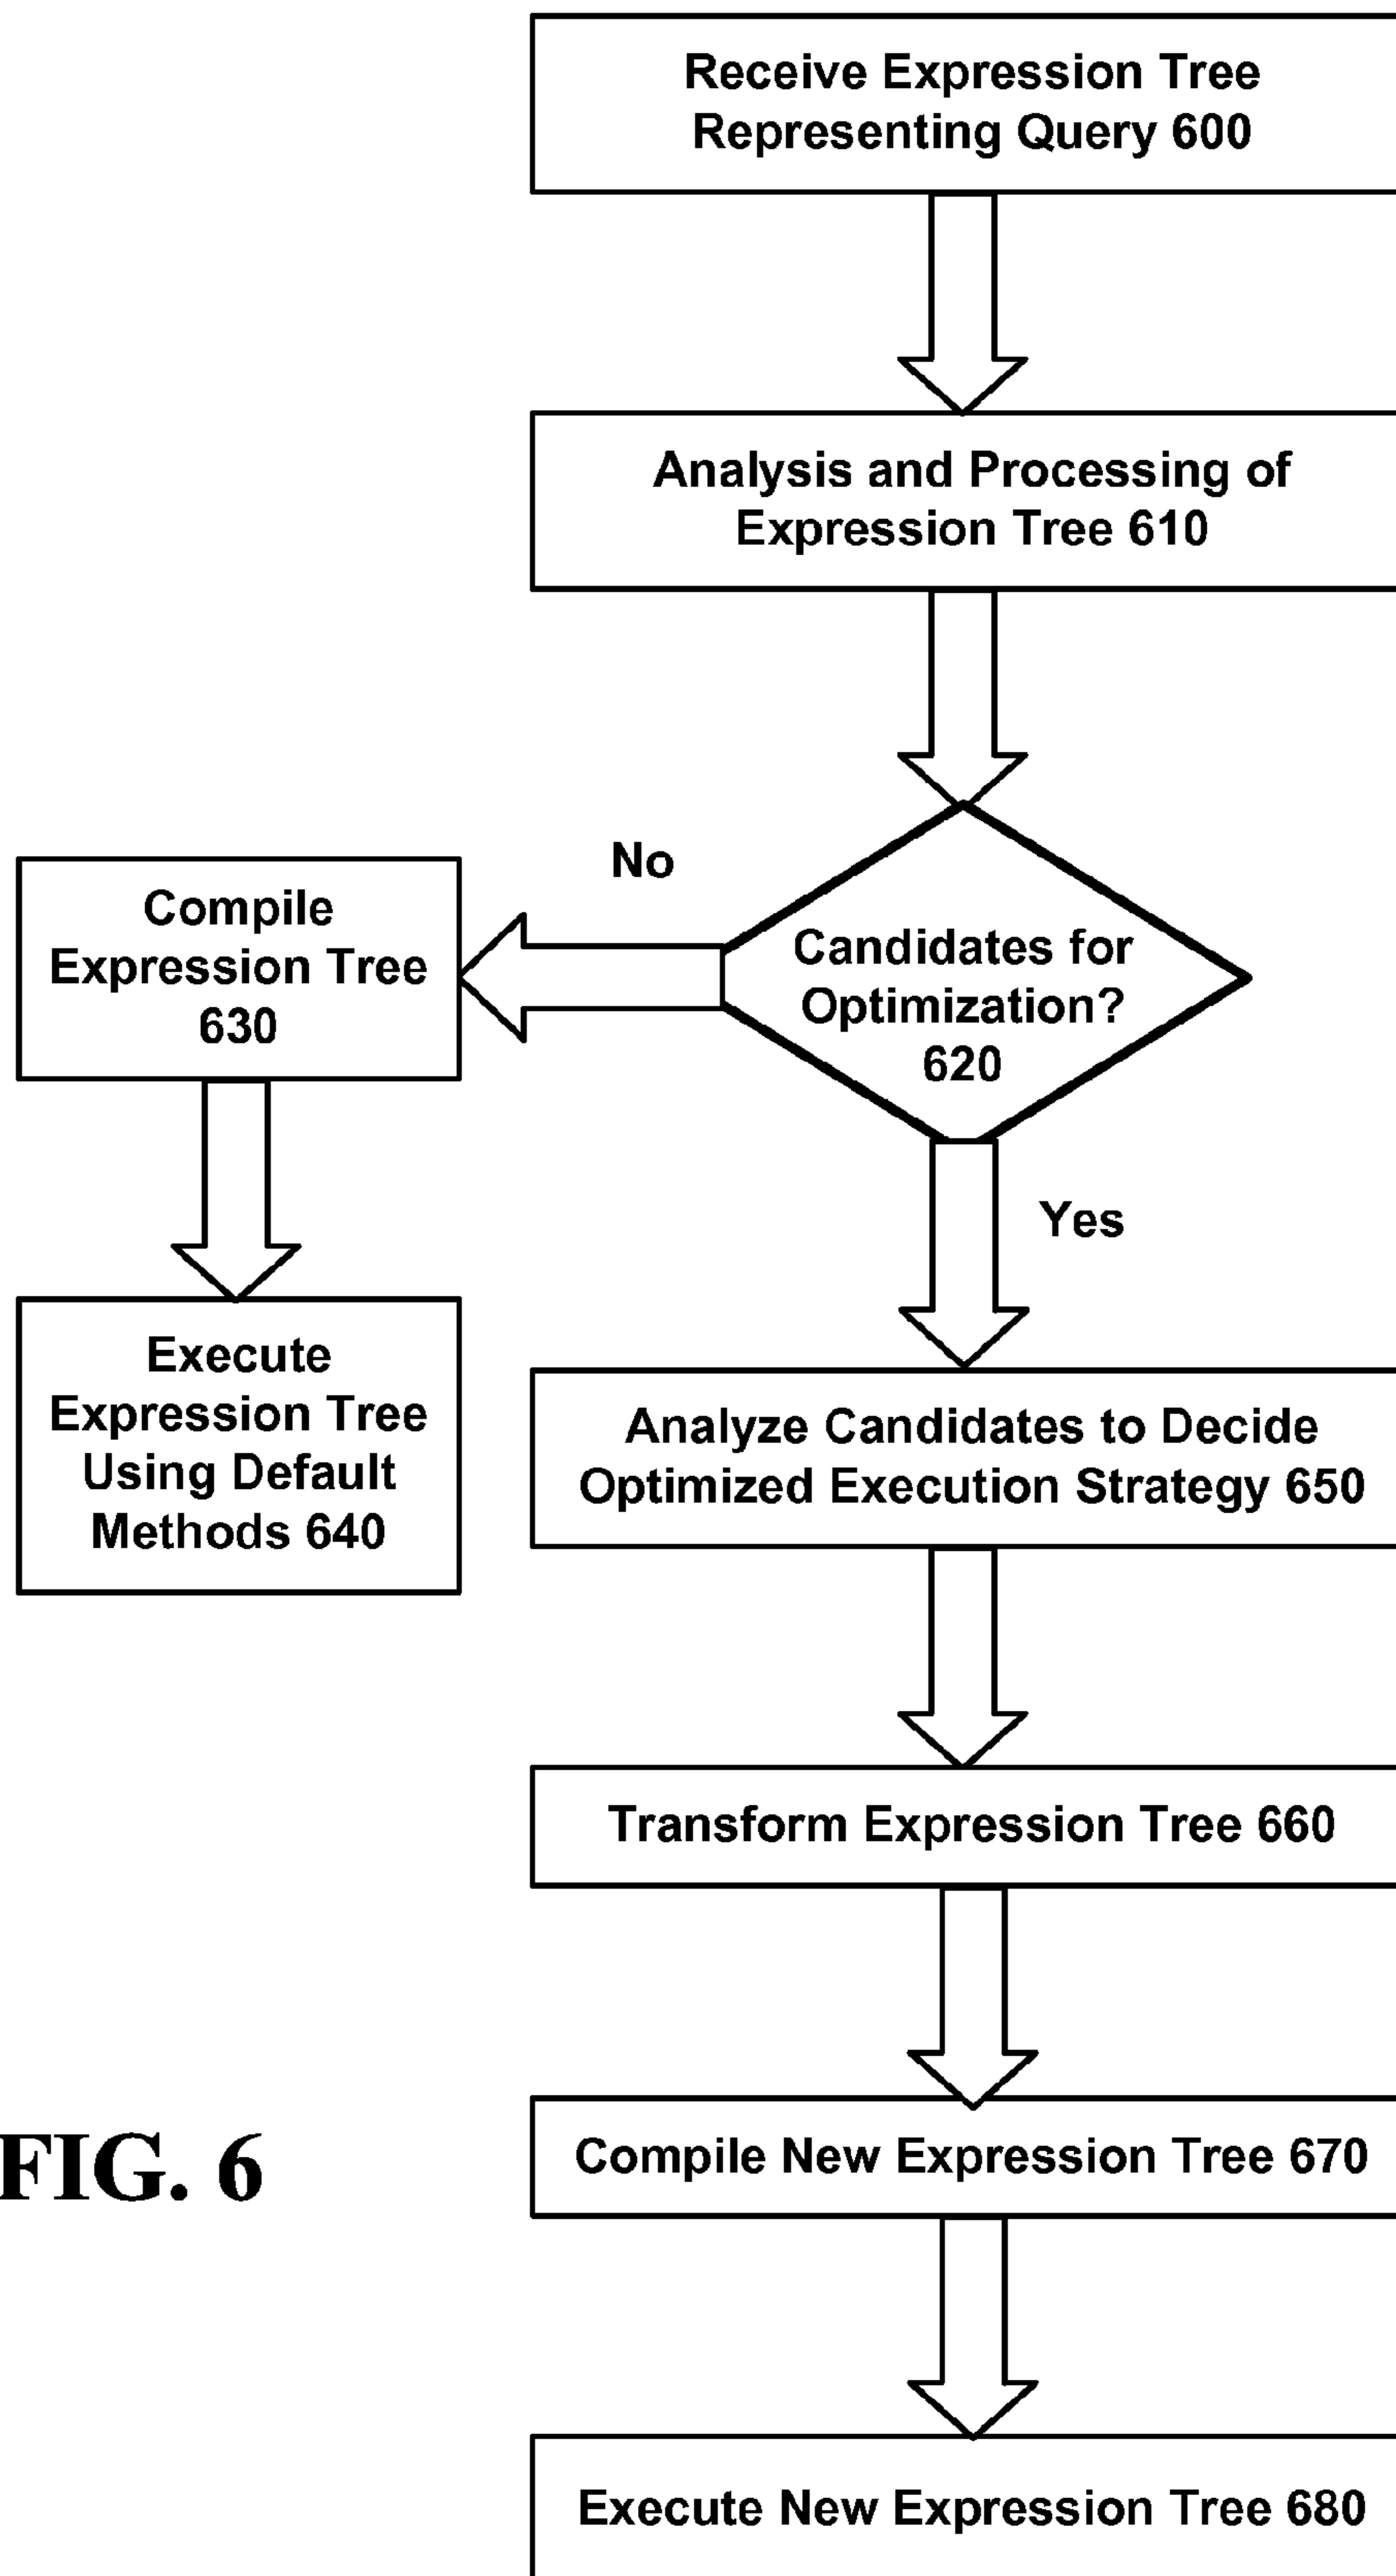 Receive Expression Tree
Representing Query 600
Analysis and Processing of
Expression Tree 610
No
Compile
Expression Tree
630
Candidates for
Optimization?
620
Yes
Execute
Expression Tree
Using Default
Methods 640
Analyze Candidates to Decide
Optimized Execution Strategy 650
Transform Expression Tree 660
Compile New Expression Tree 670
FIG. 6
Execute New Expression Tree 680